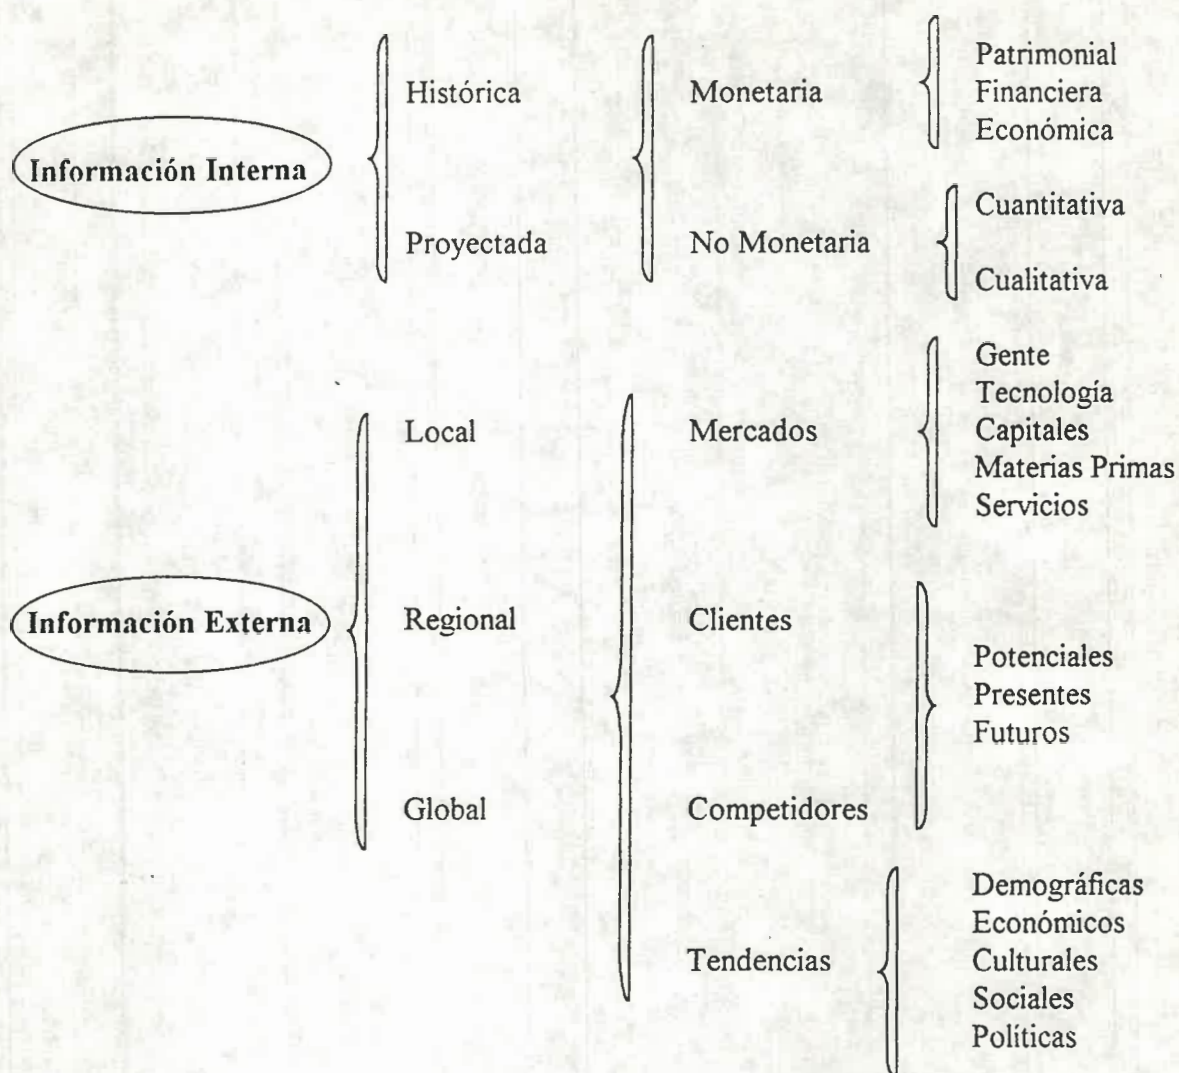 Información Interna
Histórica
Proyectada
Monetaria
No Monetaria
Patrimonial
Financiera
Económica
Cuantitativa
Cualitativa
Información Externa
Local
Regional
Global
Mercados
Clientes
Competidores
Tendencias
Gente
Tecnología
Capitales
Materias Primas
Servicios
Potenciales
Presentes
Futuros
Demográficas
Económicos
Culturales
Sociales
Políticas